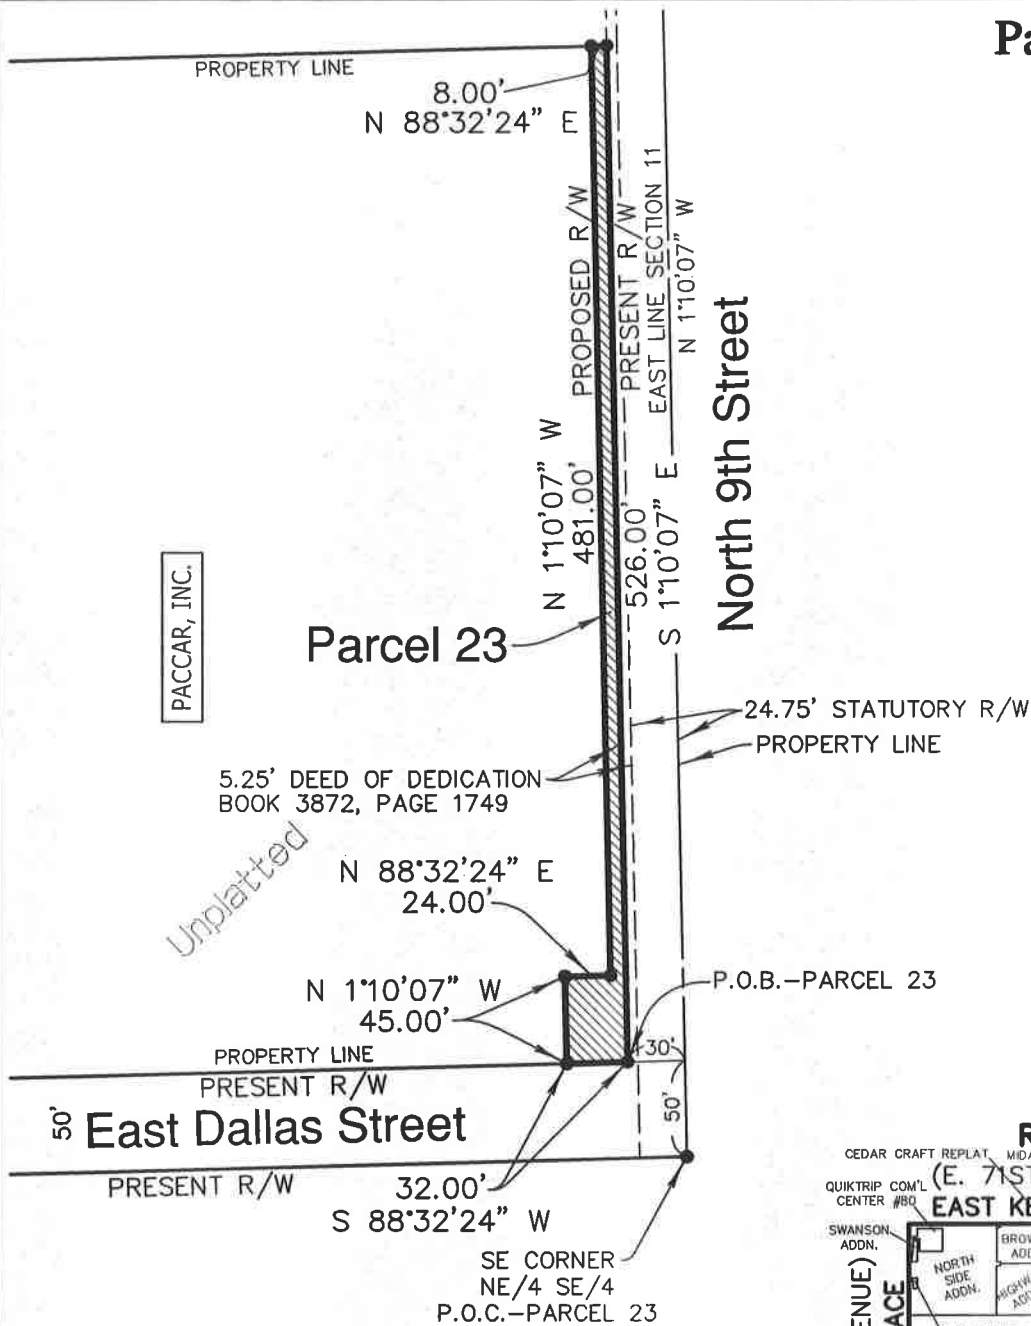 Pa
PROPERTY LINE
8.00'
N 88°32'24" E
PROPOSED R/W
PRESENT R/W
EAST LINE SECTION 11
N 1°10'07" W
North 9th Street
N 1°10'07" W
481.00'
526.00'
S 1°10'07" E
PACCAR, INC.
Parcel 23
24.75' STATUTORY R/W
PROPERTY LINE
5.25' DEED OF DEDICATION
BOOK 3872, PAGE 1749
Unplatted
N 88°32'24" E
24.00'
N 1°10'07" W
45.00'
P.O.B.-PARCEL 23
30'
PROPERTY LINE
PRESENT R/W
50'
East Dallas Street
50'
PRESENT R/W
32.00'
S 88°32'24" W
SE CORNER
NE/4 SE/4
P.O.C.-PARCEL 23
R
CEDAR CRAFT REPLAT
(E. 71ST
QUIKTRIP COM'L
CENTER #80
EAST KE
SWANSON
ADDN.
NORTH
SIDE
ADDN.
ENUE)
ACE